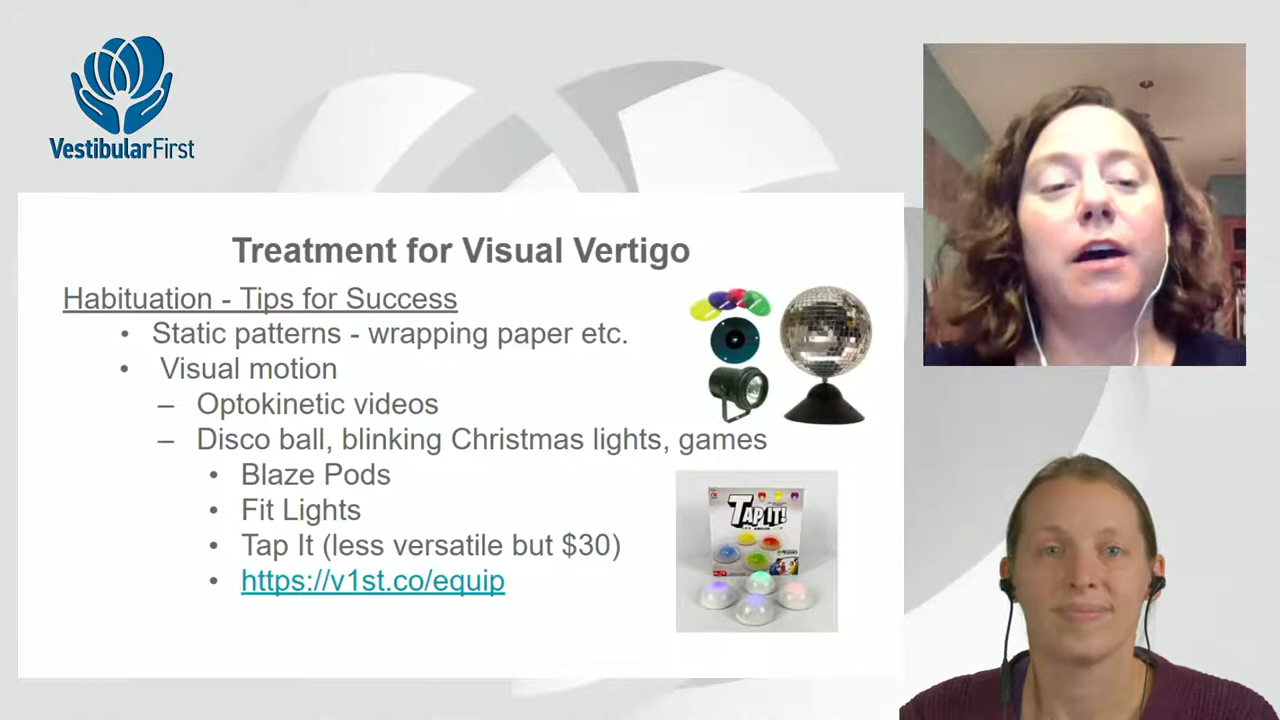 VestibularFirst
Treatment for Visual Vertigo
Habituation - Tips for Success
• Static patterns - wrapping paper etc.
• Visual motion
– Optokinetic videos
– Disco ball, blinking Christmas lights, games
• Blaze Pods
• Fit Lights
• Tap It (less versatile but $30)
• https://v1st.co/equip
TAP IT!